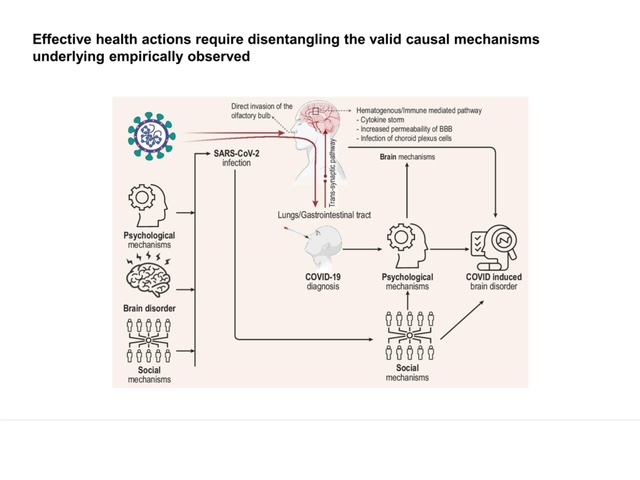 Effective health actions require disentangling the valid causal mechanisms
underlying empirically observed
Direct invasion of the
olfactory bulb
Hematogenous/Immune mediated pathway
- Cytokine storm
- Increased permeabaility of BBB
- Infection of choroid plexus cells
SARS-CoV-2
infection
Trans-synaptic pathway
Brain mechanisms
Lungs/Gastrointestinal tract
Psychological
mechanisms
COVID-19
diagnosis
Psychological
mechanisms
COVID induced
brain disorder
Brain disorder
Social
mechanisms
Social
mechanisms